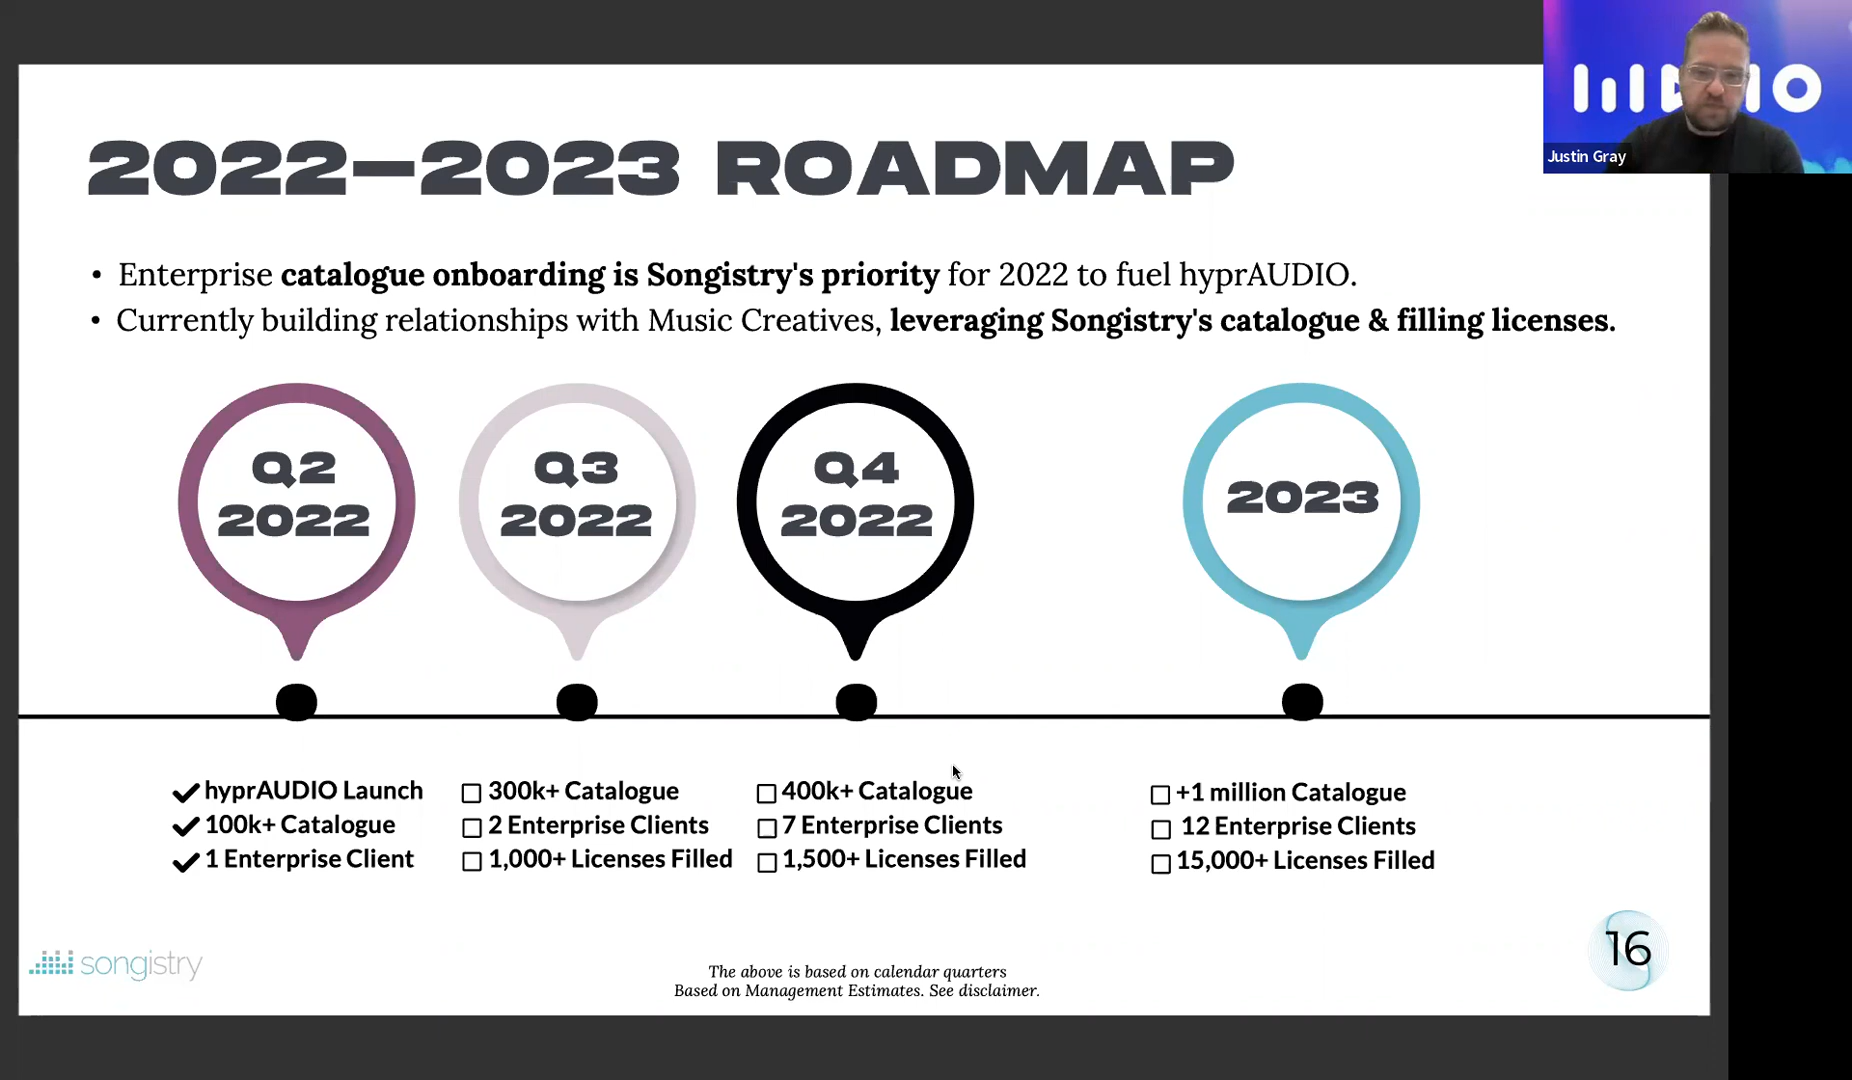 2022—2023 ROADMAP
• Enterprise catalogue onboarding is Songistry's priority for 2022 to fuel hyprAUDIO.
• Currently building relationships with Music Creatives, leveraging Songistry's catalogue & filling licenses.
Q2
2022
Q3
2022
Q4
2022
2023
hyprAUDIO Launch
100k+ Catalogue
1 Enterprise Client
300k+ Catalogue
2 Enterprise Clients
1,000+ Licenses Filled
400k+ Catalogue
7 Enterprise Clients
1,500+ Licenses Filled
+1 million Catalogue
12 Enterprise Clients
15,000+ Licenses Filled
songistry
The above is based on calendar quarters
Based on Management Estimates. See disclaimer.
16
Justin Gray